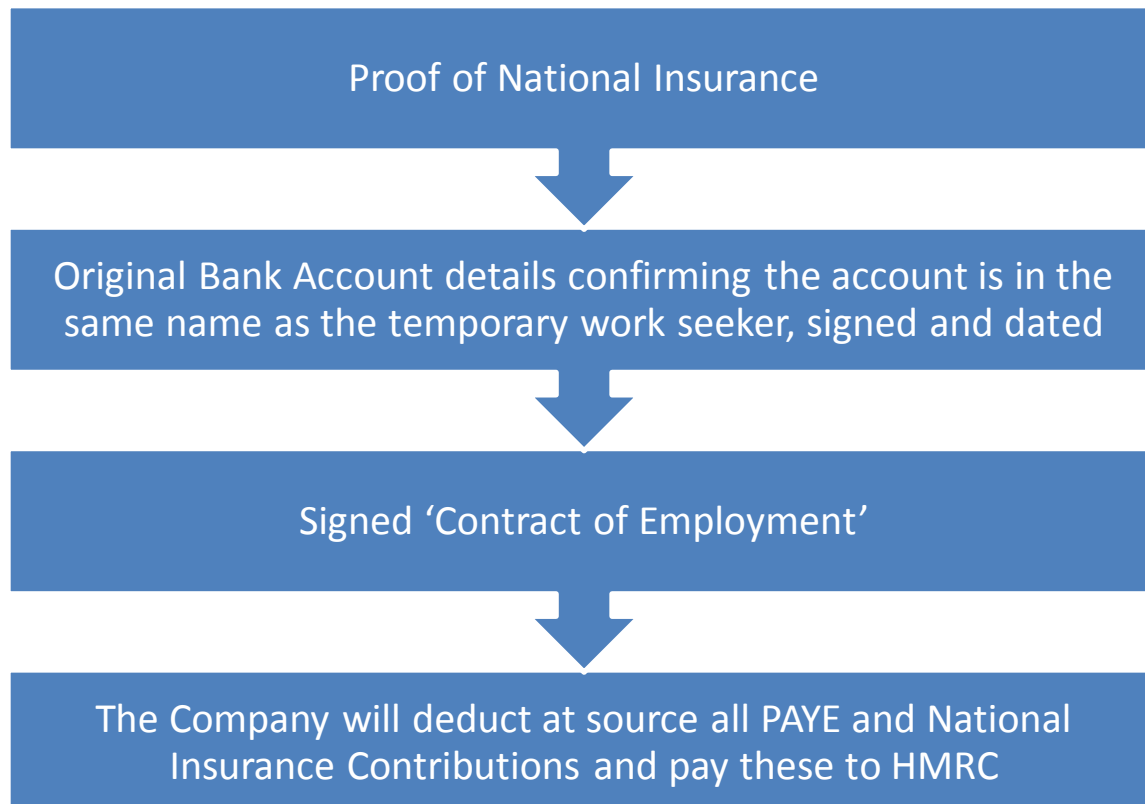 Proof of National Insurance
Original Bank Account details confirming the account is in the
same name as the temporary work seeker, signed and dated
Signed ‘Contract of Employment’
The Company will deduct at source all PAYE and National
Insurance Contributions and pay these to HMRC